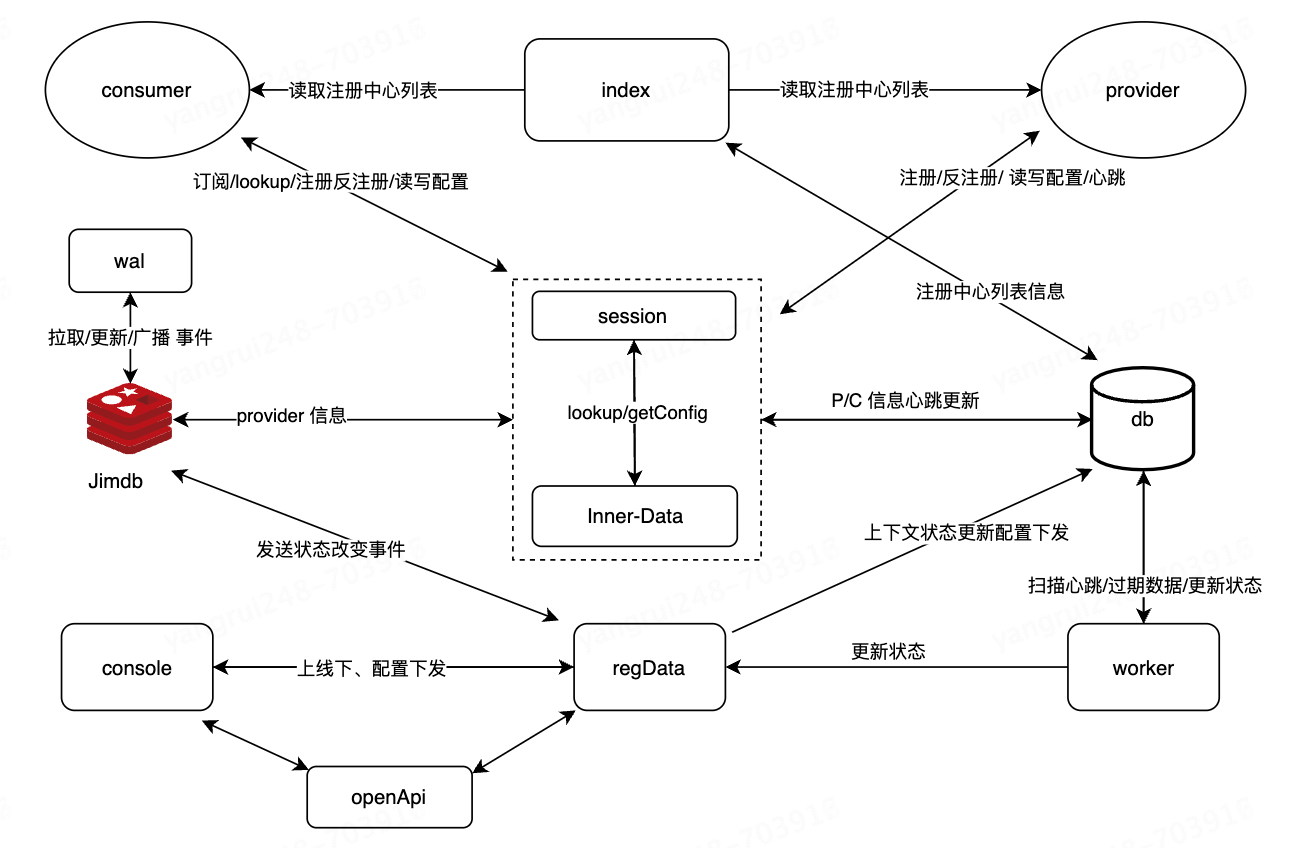 consumer
读取注册中心列表
index
读取注册中心列表
provider
订阅/lookup/注册反注册/读写配置
注册/反注册/ 读写配置/心跳
wal
拉取/更新/广播 事件
session
注册中心列表信息
lookup/getConfig
provider 信息
P/C 信息心跳更新
db
Jimdb
Inner-Data
发送状态改变事件
上下文状态更新配置下发
扫描心跳/过期数据/更新状态
console
上线下、配置下发
regData
更新状态
worker
openApi